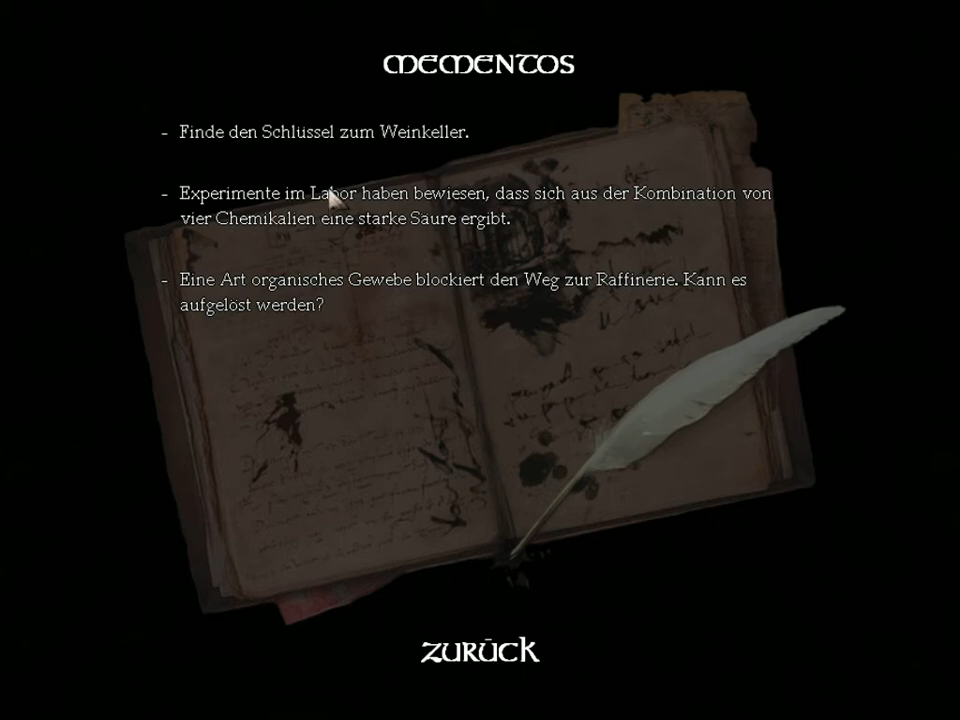 MEMENTOS
- Finde den Schlüssel zum Weinkeller.
- Experimente im Labor haben bewiesen, dass sich aus der Kombination von
vier Chemikalien eine starke Säure ergibt.
- Eine Art organisches Gewebe blockiert den Weg zur Raffinerie. Kann es
aufgelöst werden?
ZURÜCK